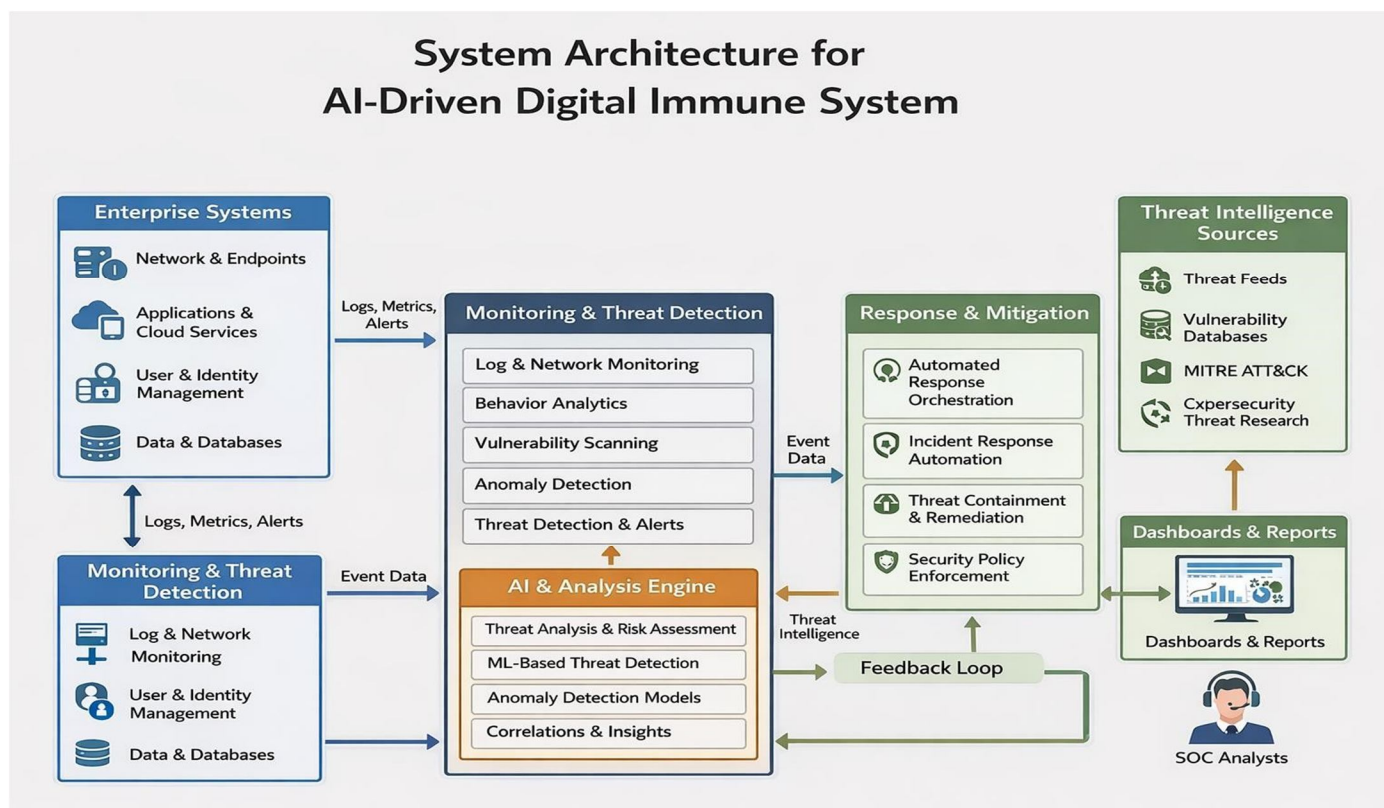 System Architecture for
AI-Driven Digital Immune System
Enterprise Systems
Network & Endpoints
Applications &
Cloud Services
User & Identity
Management
Data & Databases
Logs, Metrics,
Alerts
Logs, Metrics, Alerts
Monitoring & Threat
Detection
Log & Network
Monitoring
User & Identity
Management
Data & Databases
Event Data
Monitoring & Threat Detection
Log & Network Monitoring
Behavior Analytics
Vulnerability Scanning
Anomaly Detection
Threat Detection & Alerts
AI & Analysis Engine
Threat Analysis & Risk Assessment
ML-Based Threat Detection
Anomaly Detection Models
Correlations & Insights
Event
Data
Threat
Intelligence
Response & Mitigation
Automated
Response
Orchestration
Incident Response
Automation
Threat Containment
& Remediation
Security Policy
Enforcement
Feedback Loop
Threat Intelligence
Sources
Threat Feeds
Vulnerability
Databases
MITRE ATT&CK
Cxpersecurity
Threat Research
Dashboards & Reports
Dashboards & Reports
SOC Analysts